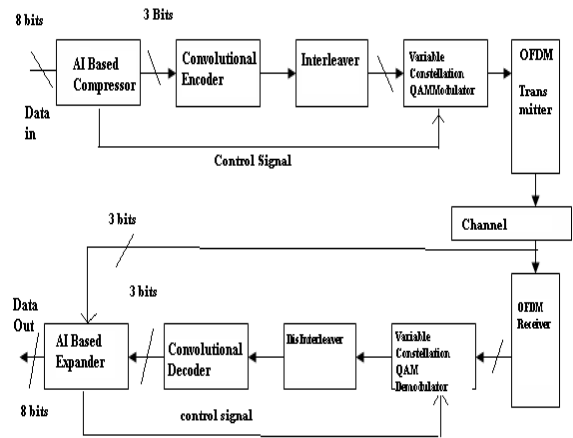 8 bits
3 Bits
AI Based
Compressor
Convolutional
Encoder
Interleaver
Variable
Constellation
QAMModulator
OFDM
Trans
mitter
Data
in
Control Signal
Channel
3 bits
Data
Out
3 bits
AI Based
Expander
Convolutional
Decoder
DisInterleaver
Variable
Constellation
QAM
Demodulator
OFDM
Receiver
8 bits
control signal